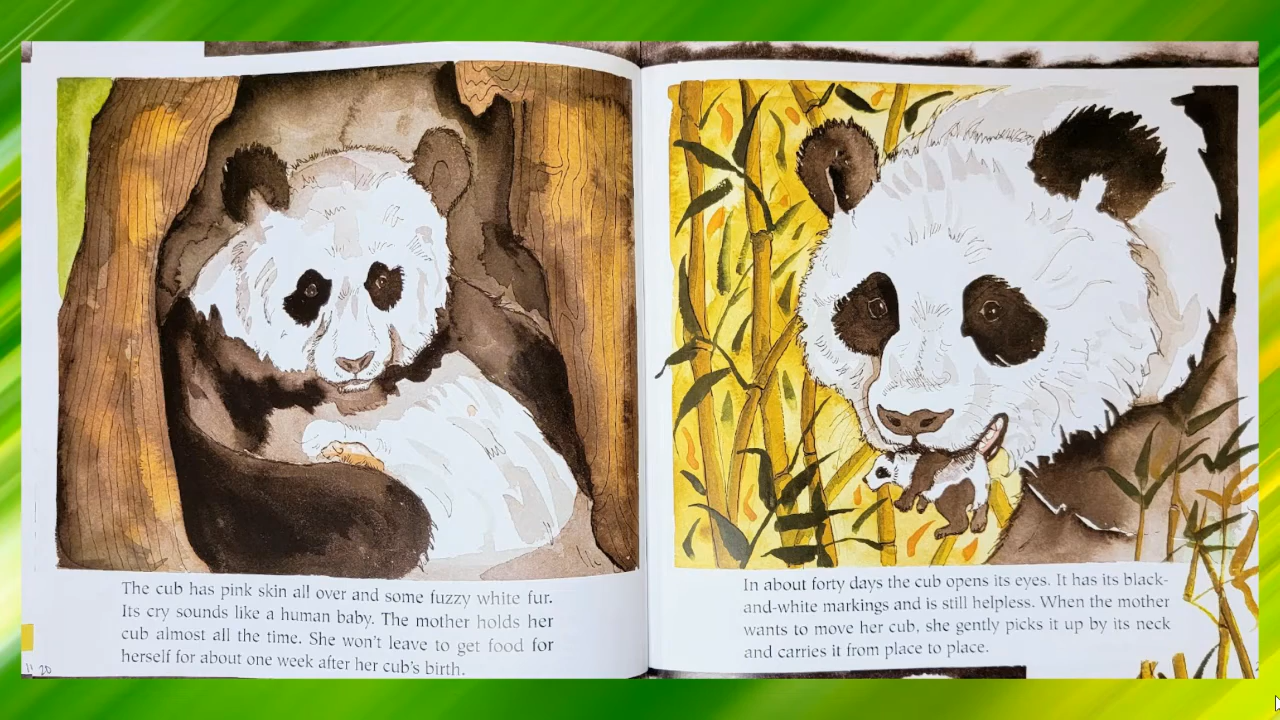 The cub has pink skin all over and some fuzzy white fur.
Its cry sounds like a human baby. The mother holds her
cub almost all the time. She won't leave to get food for
herself for about one week after her cub's birth.
20
In about forty days the cub opens its eyes. It has its black-
and-white markings and is still helpless. When the mother
wants to move her cub, she gently picks it up by its neck
and carries it from place to place.